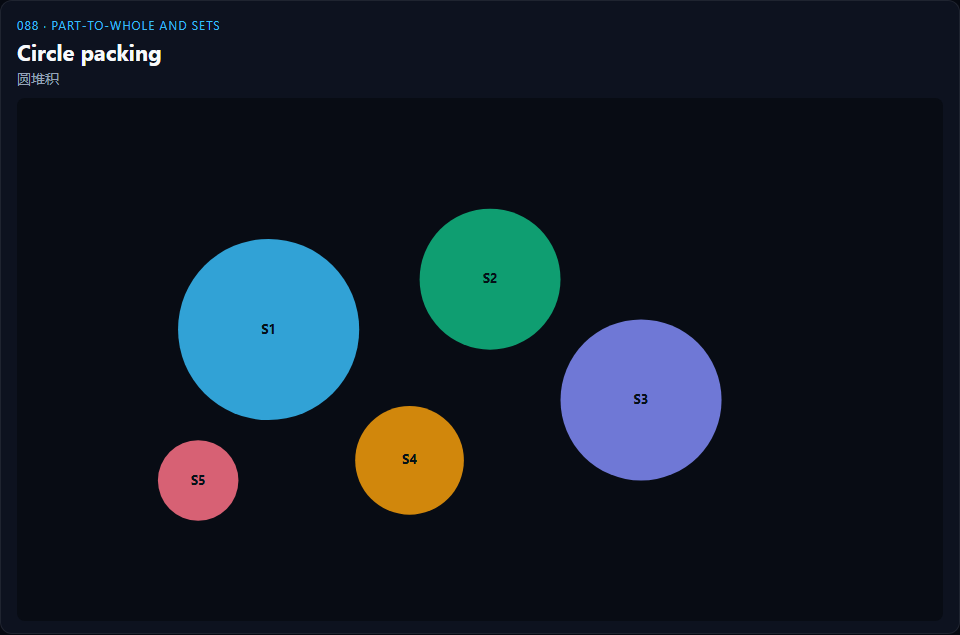 088 · PART-TO-WHOLE AND SETS
Circle packing
圆堆积
S2
S1
S3
S4
S5